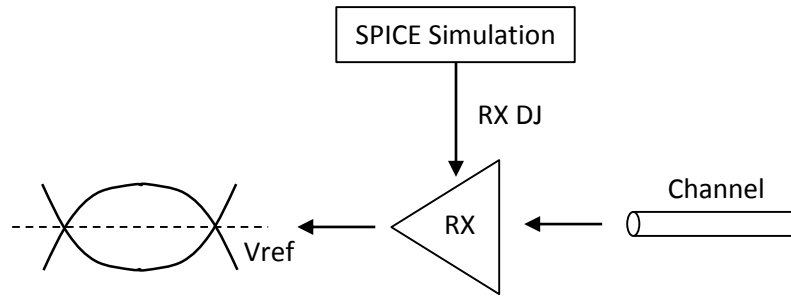 SPICE Simulation
RX DJ
Channel
RX
Vref